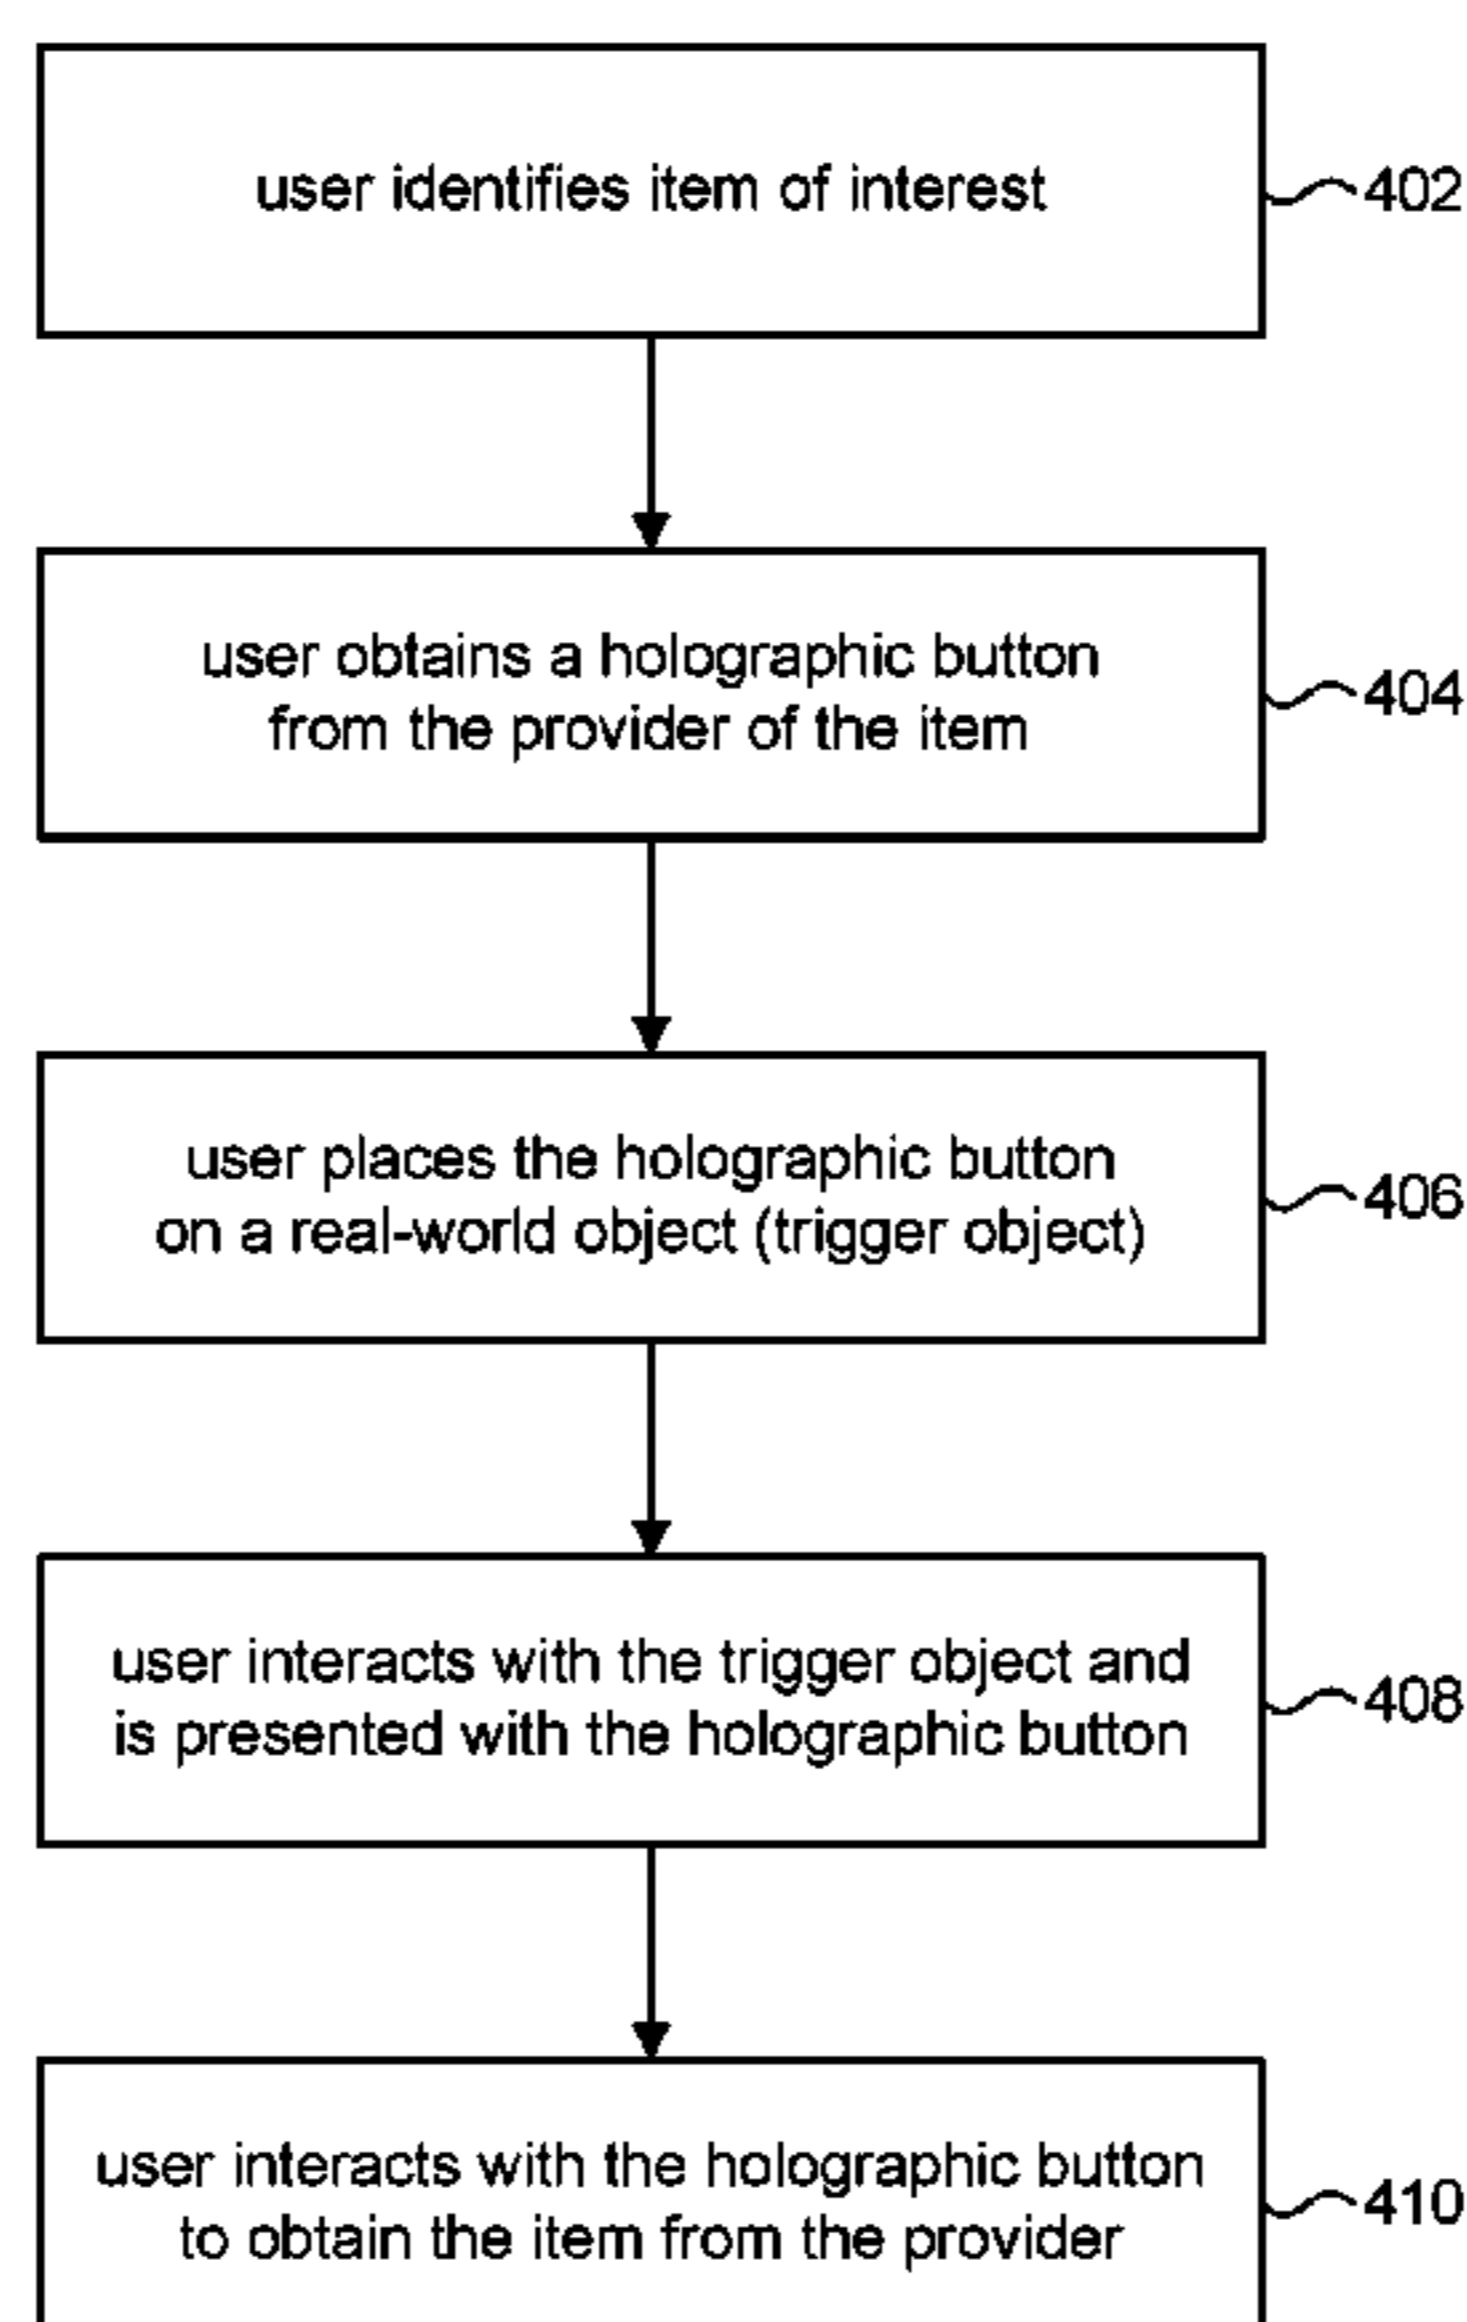 user identifies item of interest
402
user obtains a holographic button
from the provider of the item
404
user places the holographic button
on a real-world object (trigger object)
406
user interacts with the trigger object and
is presented with the holographic button
408
user interacts with the holographic button
to obtain the item from the provider
410